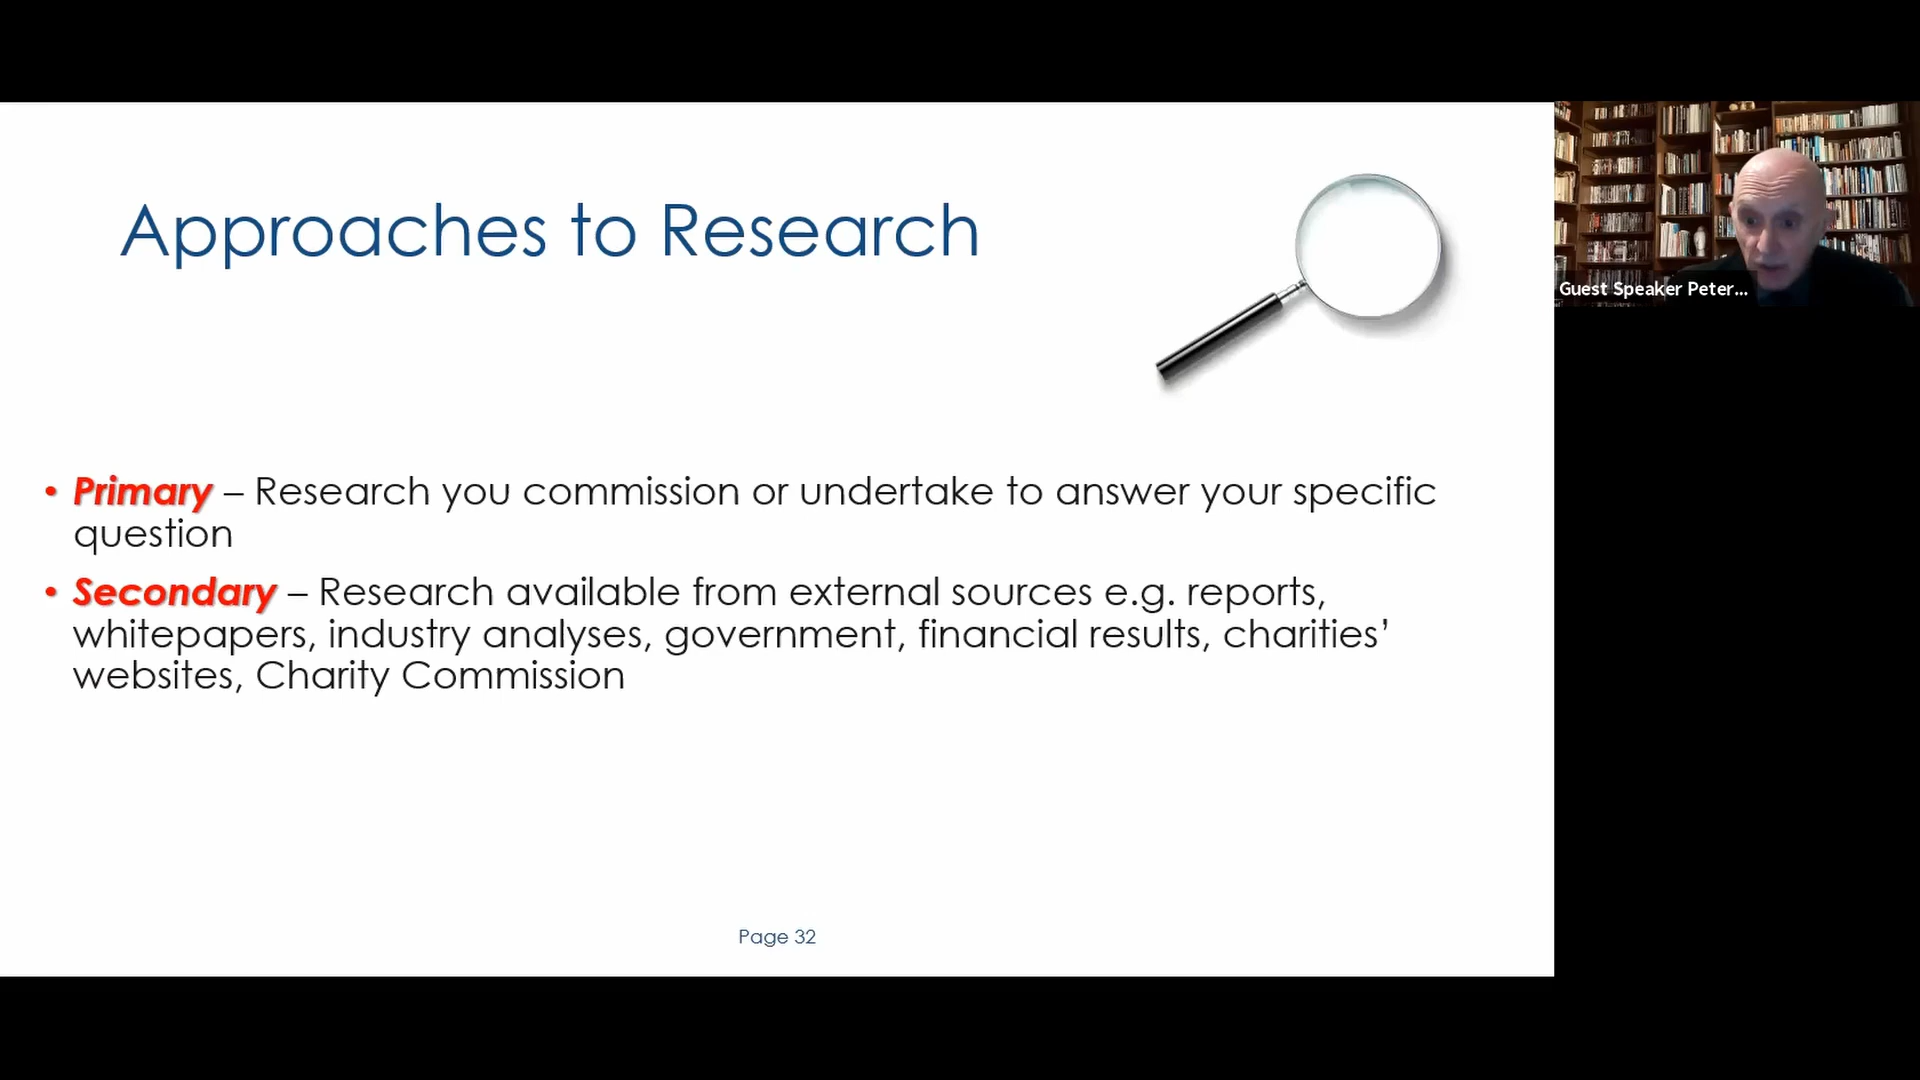 Approaches to Research
• Primary – Research you commission or undertake to answer your specific
question
• Secondary – Research available from external sources e.g. reports,
whitepapers, industry analyses, government, financial results, charities’
websites, Charity Commission
Page 32
Guest Speaker Peter...